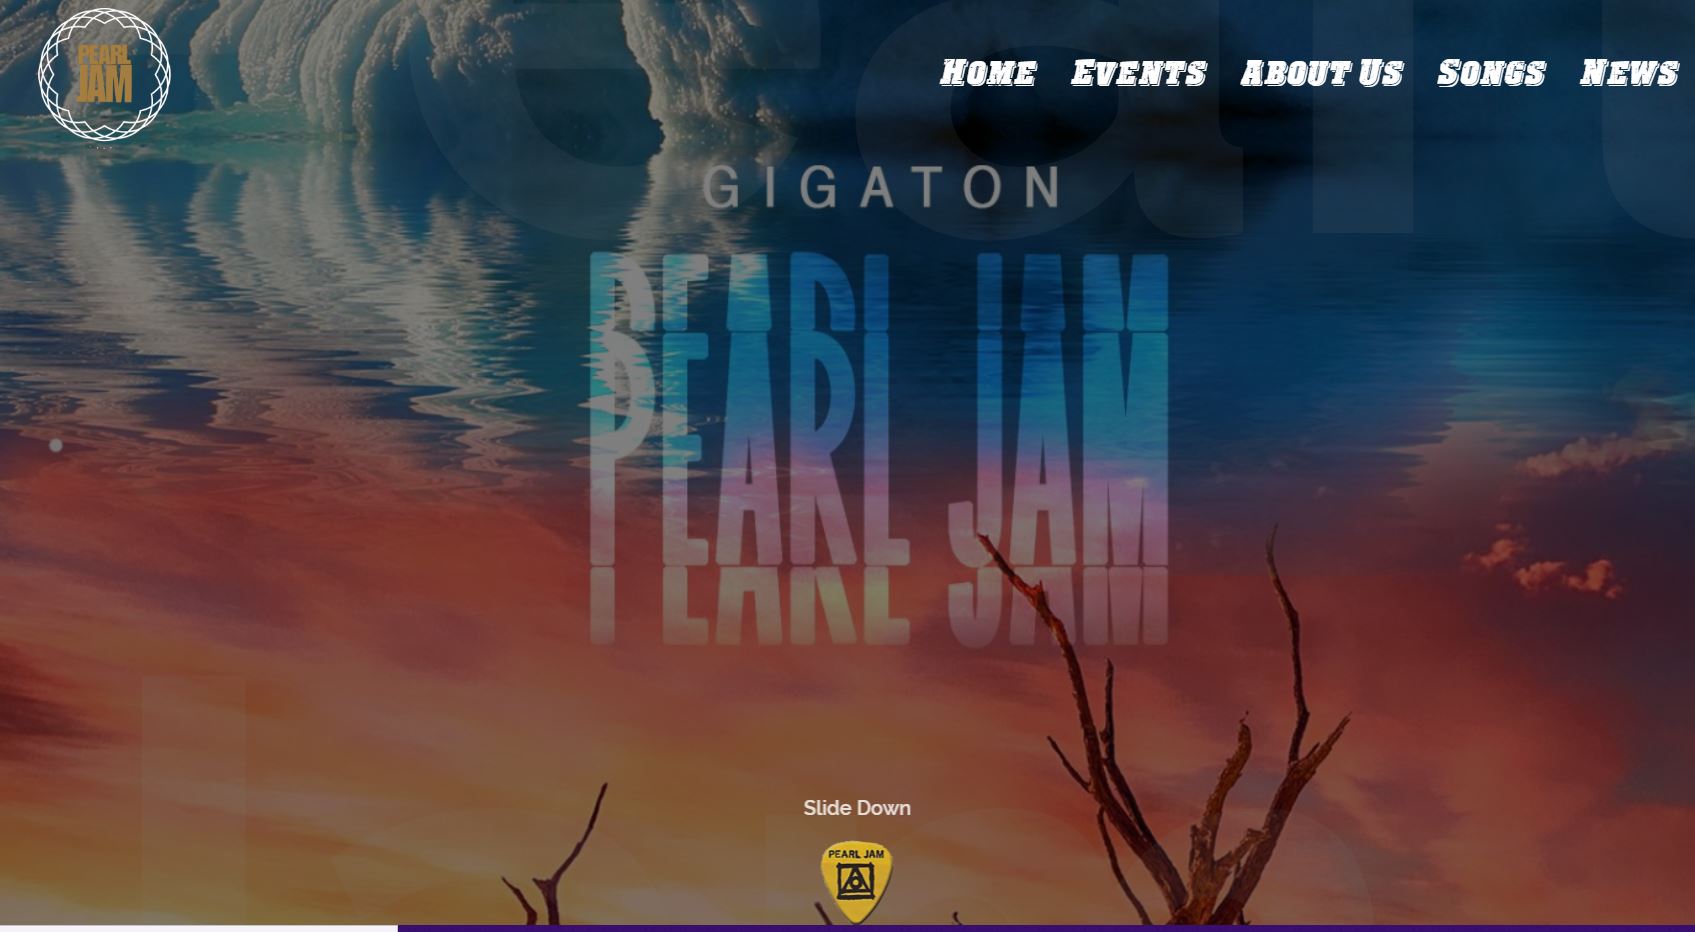 PEARL
JAM
Home Events About Us Songs News
GIGATON
PEARL JAM
Slide Down
PEARL JAM